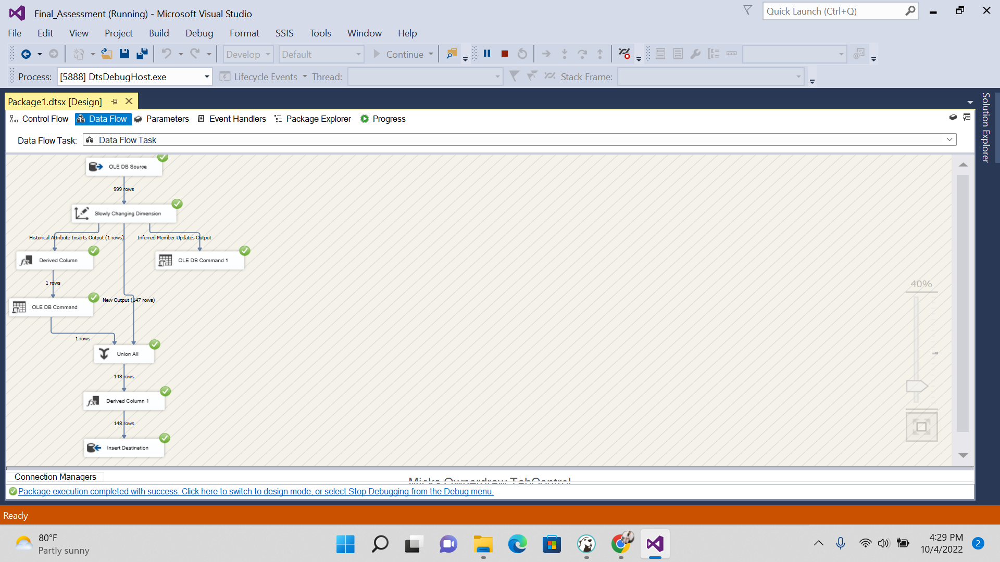 Final_Assessment (Running) - Microsoft Visual Studio
Quick Launch (Ctrl+Q)
File Edit View Project Build Debug Format SSIS Tools Window Help
Develop Default Continue
Process: [5888] DtsDebugHost.exe Lifecycle Events Thread: Stack Frame:
Package1.dtsx [Design]
Solution Explorer
Control Flow Data Flow Parameters Event Handlers Package Explorer Progress
Data Flow Task: Data Flow Task
OLE DB Source
999 rows
Slowly Changing Dimension
Historical Attribute Inserts Output (1 rows) Inferred Member Updates Output
Derived Column OLE DB Command 1
1 rows
40%
New Output (147 rows)
OLE DB Command
1 rows
Union All
148 rows
Derived Column 1
148 rows
Insert Destination
Connection Managers
Micks Ownerdraw TabControl
Package execution completed with success. Click here to switch to design mode, or select Stop Debugging from the Debug menu.
Ready
80°F
Partly sunny
4:29 PM
10/4/2022
2